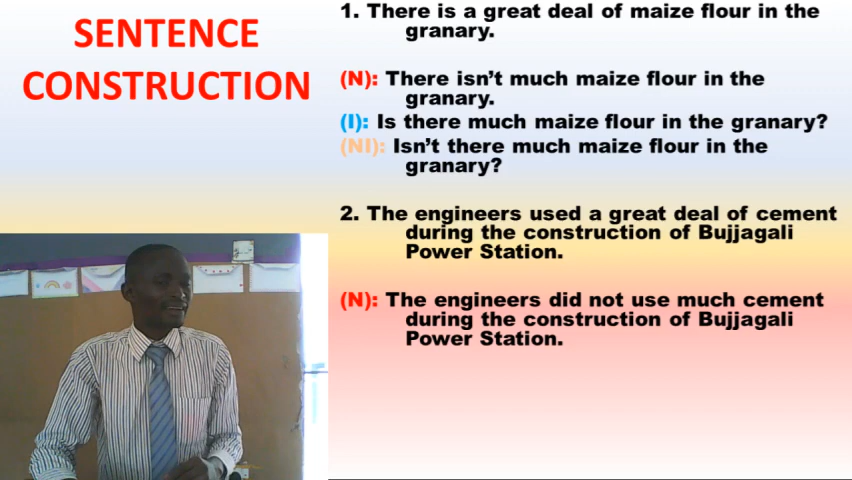 SENTENCE
CONSTRUCTION
1. There is a great deal of maize flour in the
granary.
(N): There isn’t much maize flour in the
granary.
(I): Is there much maize flour in the granary?
(NI): Isn’t there much maize flour in the
granary?
2. The engineers used a great deal of cement
during the construction of Bujjagali
Power Station.
(N): The engineers did not use much cement
during the construction of Bujjagali
Power Station.